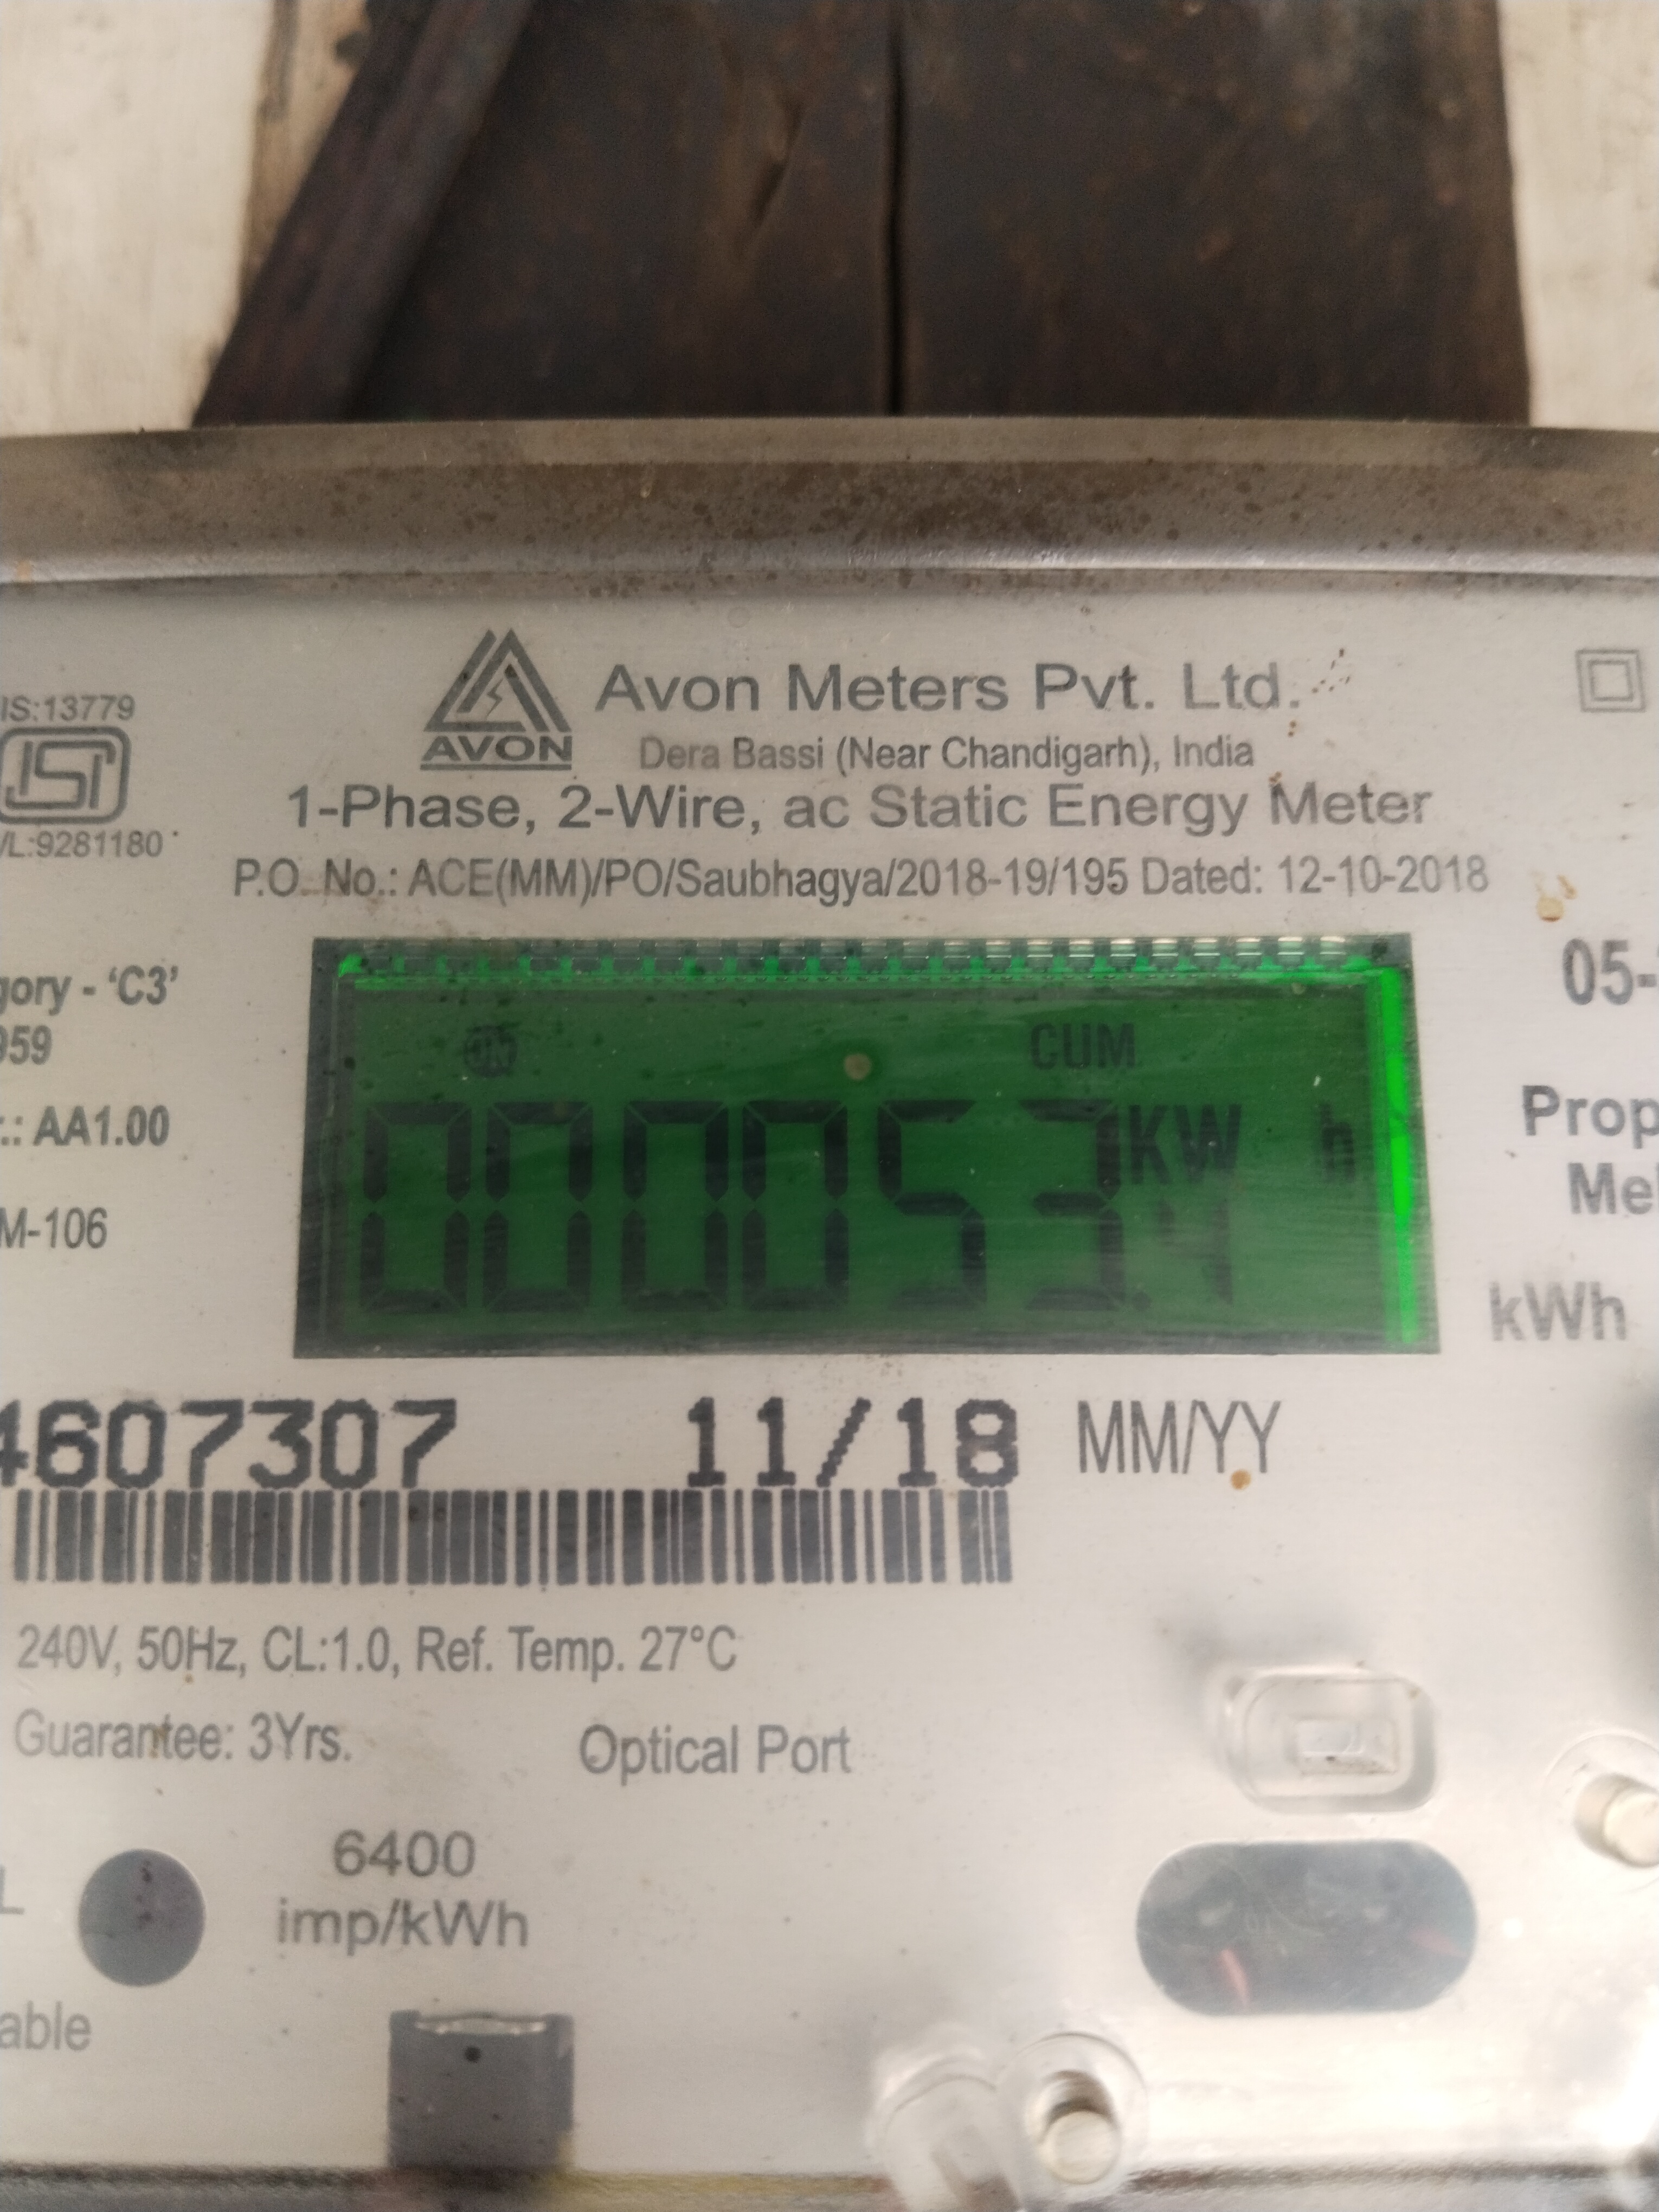 IS:13779
ISI
/L:9281180
AVON
Avon Meters Pvt. Ltd.
Dera Bassi (Near Chandigarh), India
1-Phase, 2-Wire, ac Static Energy Meter
P.O. No.: ACE(MM)/PO/Saubhagya/2018-19/195 Dated: 12-10-2018
gory - ‘C3’
959
.: AA1.00
M-106
ON CUM
000053.4 KW h
05-
Prop
Me
kWh
4607307 11/18 MM/YY
240V, 50Hz, CL:1.0, Ref. Temp. 27°C
Guarantee: 3Yrs. Optical Port
6400
imp/kWh
L
able